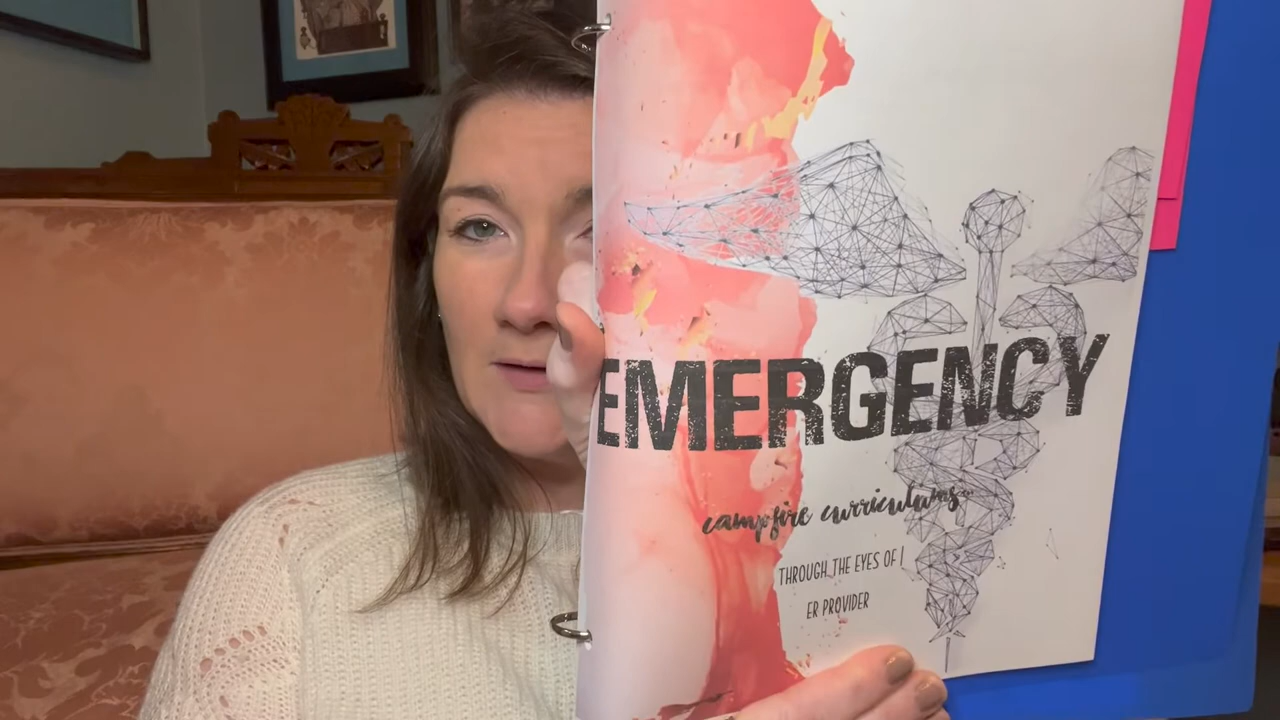 EMERGENCY
campfire curriculums
THROUGH THE EYES OF
ER PROVIDER